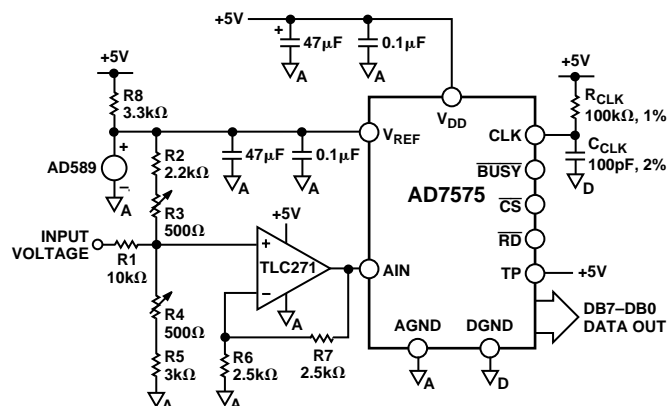 +5V
+
47µF
0.1µF
A
A
+5V
R8
3.3kΩ
AD589
+
–
A
R2
2.2kΩ
R3
500Ω
47µF
0.1µF
A
A
INPUT
VOLTAGE
R1
10kΩ
R4
500Ω
R5
3kΩ
A
+5V
+
–
TLC271
A
R6
2.5kΩ
A
R7
2.5kΩ
VREF
VDD
AIN
AD7575
CLK
BUSY
CS
RD
TP
AGND
DGND
A
D
+5V
RCLK
100kΩ, 1%
CCLK
100pF, 2%
D
+5V
DB7–DB0
DATA OUT